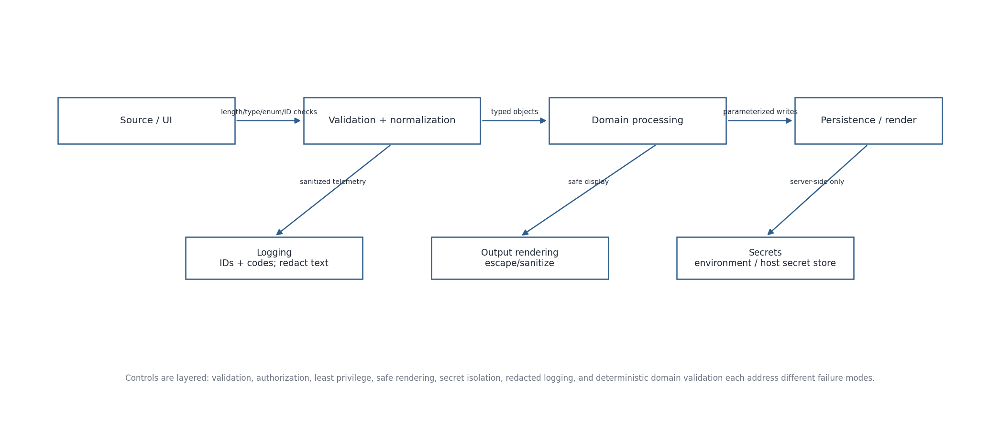 Source / UI
length/type/enum/ID checks
Validation + normalization
typed objects
Domain processing
parameterized writes
Persistence / render
sanitized telemetry
safe display
server-side only
Logging
IDs + codes; redact text
Output rendering
escape/sanitize
Secrets
environment / host secret store
Controls are layered: validation, authorization, least privilege, safe rendering, secret isolation, redacted logging, and deterministic domain validation each address different failure modes.